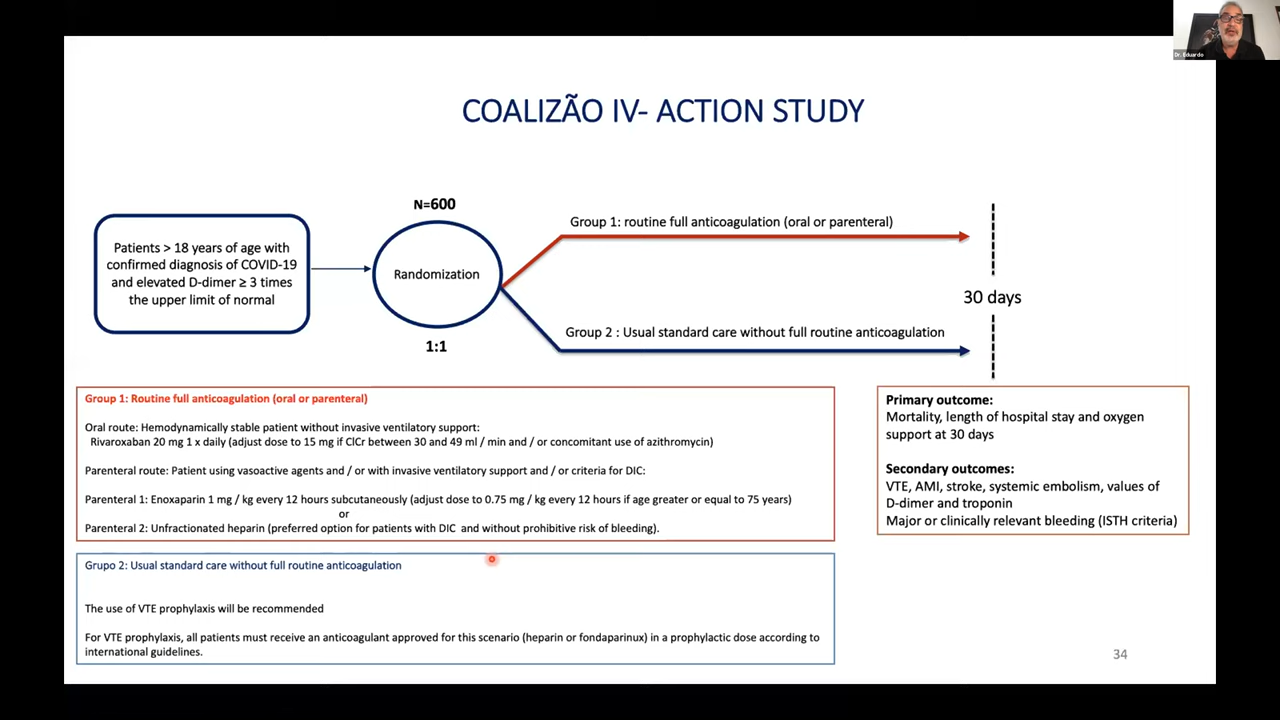 Dr. Eduardo
COALIZÃO IV- ACTION STUDY
N=600
Patients > 18 years of age with
confirmed diagnosis of COVID-19
and elevated D-dimer ≥ 3 times
the upper limit of normal
Randomization
1:1
Group 1: routine full anticoagulation (oral or parenteral)
30 days
Group 2 : Usual standard care without full routine anticoagulation
Group 1: Routine full anticoagulation (oral or parenteral)
Oral route: Hemodynamically stable patient without invasive ventilatory support:
Rivaroxaban 20 mg 1 x daily (adjust dose to 15 mg if ClCr between 30 and 49 ml / min and / or concomitant use of azithromycin)
Parenteral route: Patient using vasoactive agents and / or with invasive ventilatory support and / or criteria for DIC:
Parenteral 1: Enoxaparin 1 mg / kg every 12 hours subcutaneously (adjust dose to 0.75 mg / kg every 12 hours if age greater or equal to 75 years)
or
Parenteral 2: Unfractionated heparin (preferred option for patients with DIC and without prohibitive risk of bleeding).
Primary outcome:
Mortality, length of hospital stay and oxygen
support at 30 days
Secondary outcomes:
VTE, AMI, stroke, systemic embolism, values of
D-dimer and troponin
Major or clinically relevant bleeding (ISTH criteria)
Grupo 2: Usual standard care without full routine anticoagulation
The use of VTE prophylaxis will be recommended
For VTE prophylaxis, all patients must receive an anticoagulant approved for this scenario (heparin or fondaparinux) in a prophylactic dose according to
international guidelines.
34